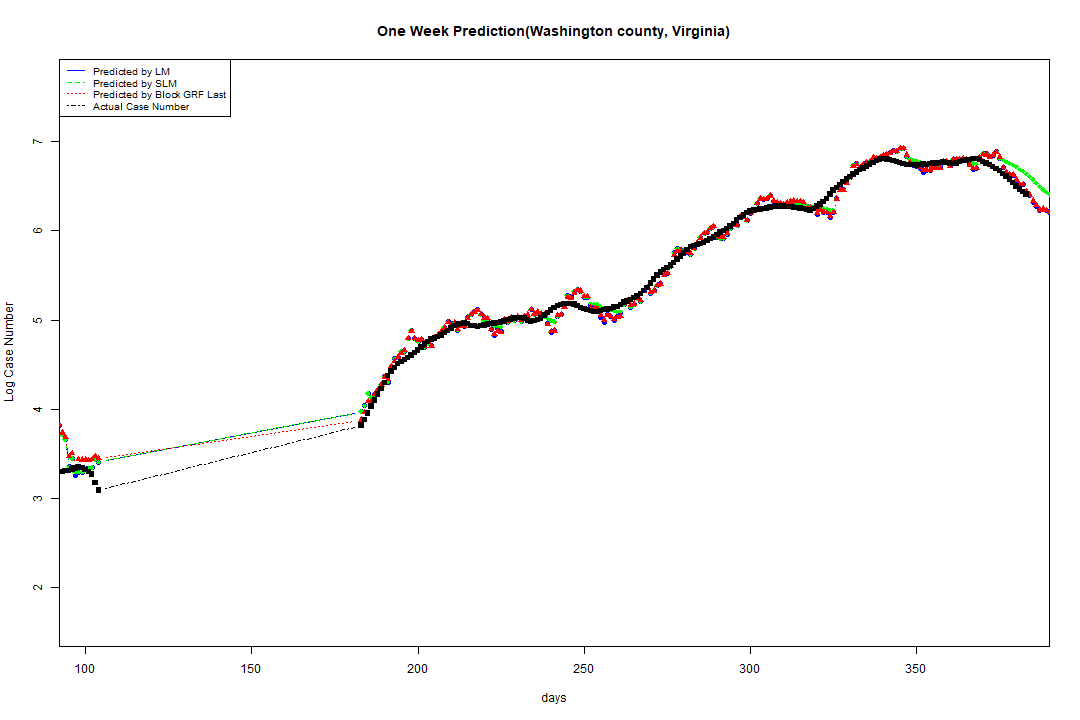 One Week Prediction(Washington county, Virginia)
Predicted by LM
Predicted by SLM
Predicted by Block GRF Last
Actual Case Number
7
6
5
4
3
2
Log Case Number
100 150 200 250 300 350
days